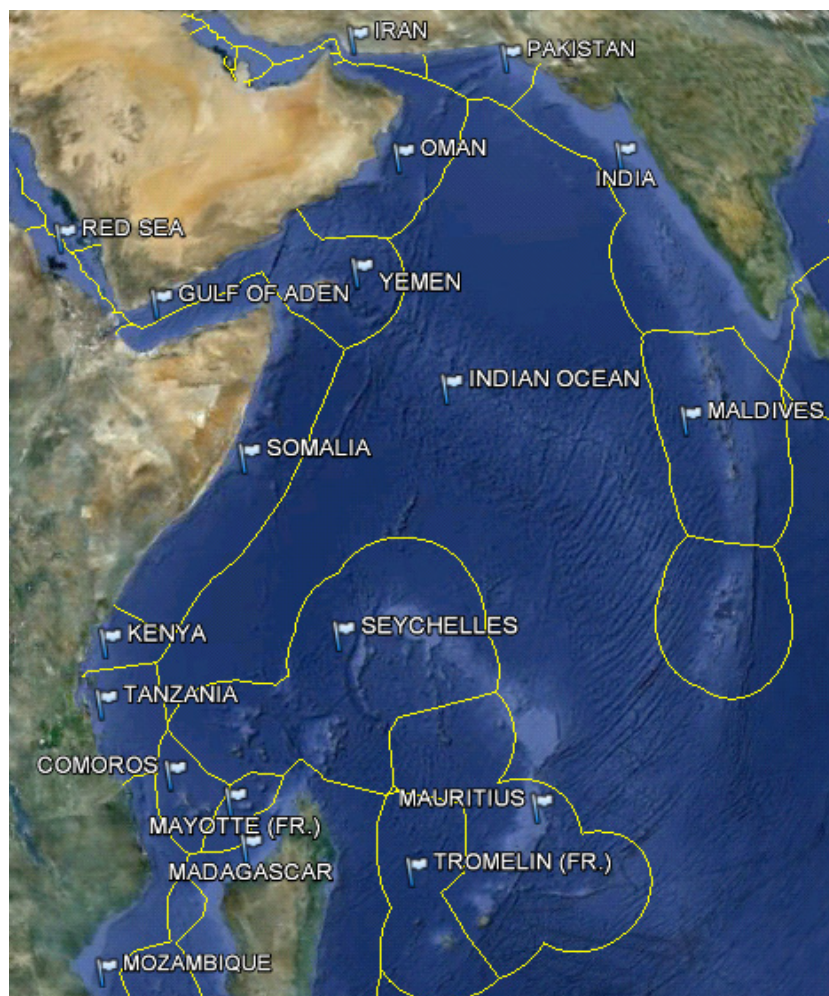 IRAN
PAKISTAN
OMAN
INDIA
RED SEA
YEMEN
GULF OF ADEN
INDIAN OCEAN
MALDIVES
SOMALIA
SEYCHELLES
KENYA
TANZANIA
COMOROS
MAURITIUS
MAYOTTE (FR.)
TROMELIN (FR.)
MADAGASCAR
MOZAMBIQUE